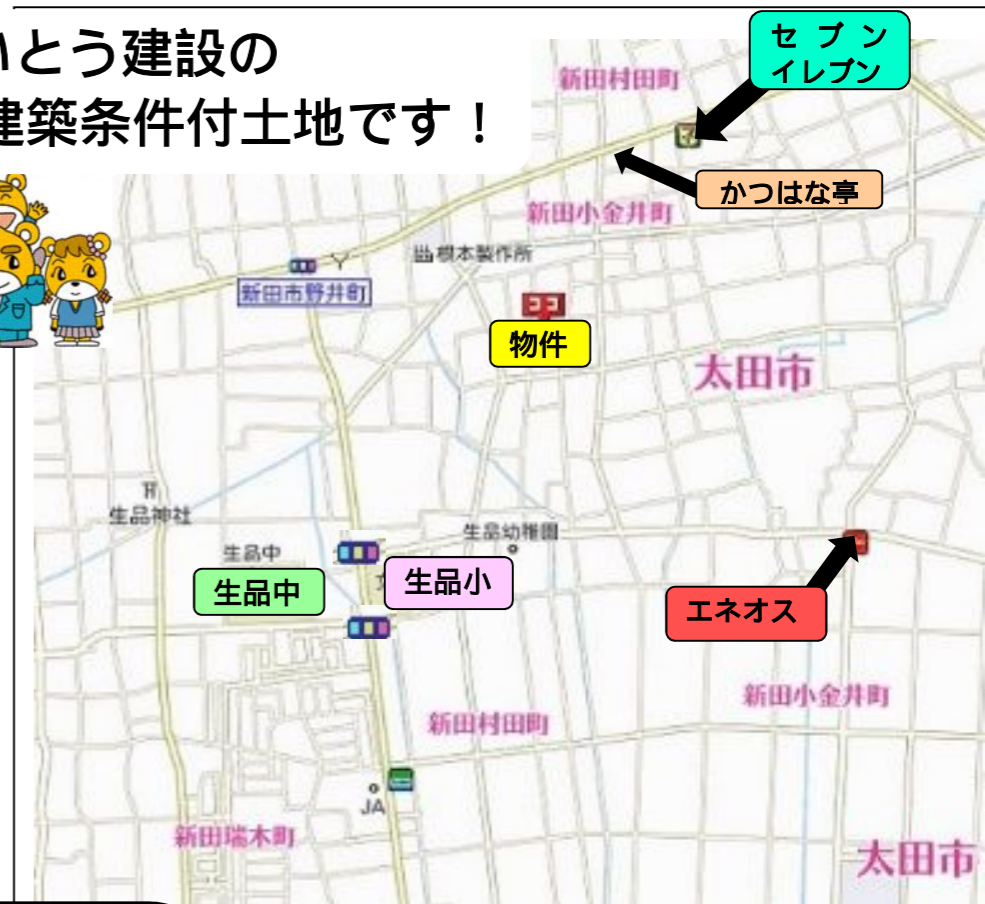 いとう建設の
建築条件付土地です！
セブン
イレブン
新田村田町
かつはな亭
新田小金井町
根本製作所
新田市野井町
ココ
物件
太田市
生品神社
生品幼稚園
生品中
生品中
生品小
エネオス
新田小金井町
新田村田町
JA
新田瑞木町
太田市